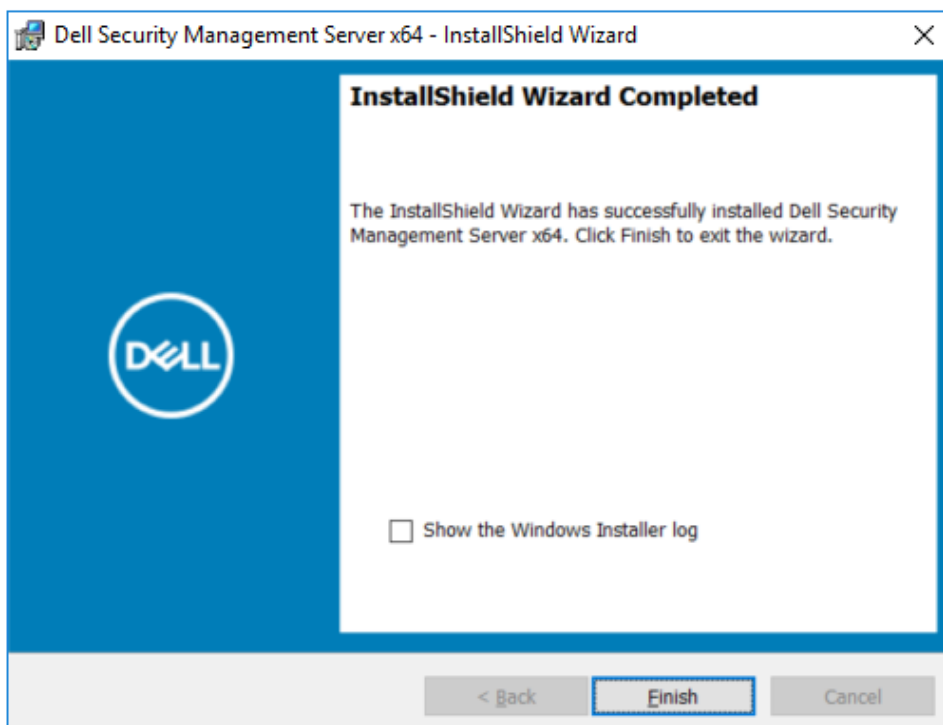 Dell Security Management Server x64 - InstallShield Wizard
InstallShield Wizard Completed
The InstallShield Wizard has successfully installed Dell Security
Management Server x64. Click Finish to exit the wizard.
DELL
Show the Windows Installer log
< Back
Finish
Cancel